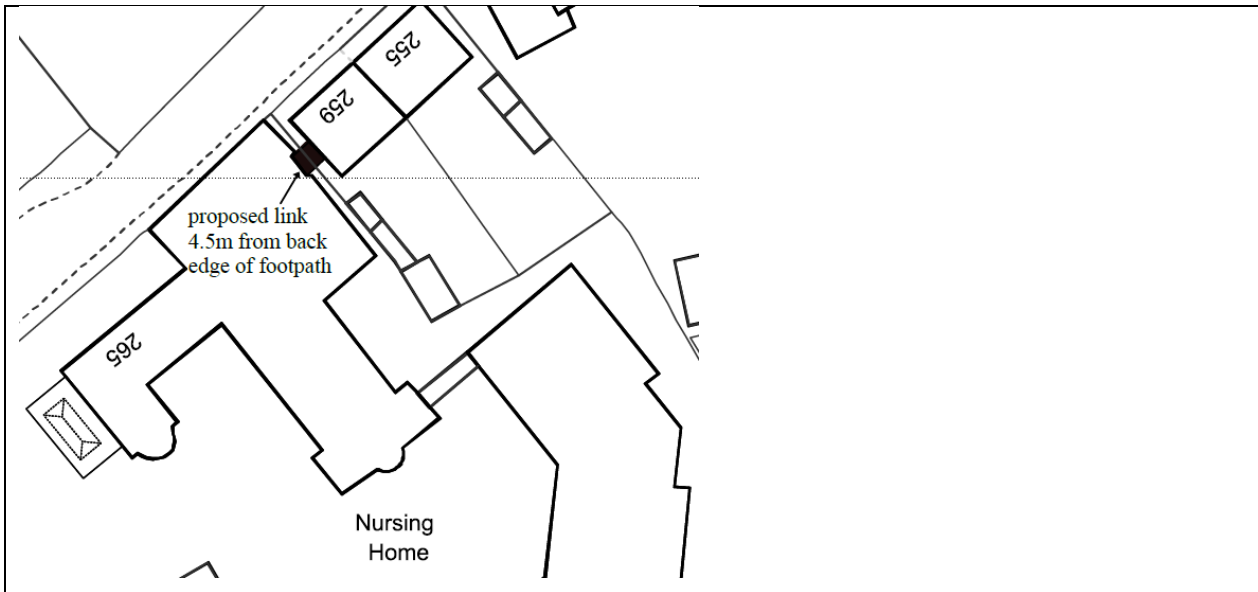 255
259
proposed link
4.5m from back
edge of footpath
265
Nursing
Home